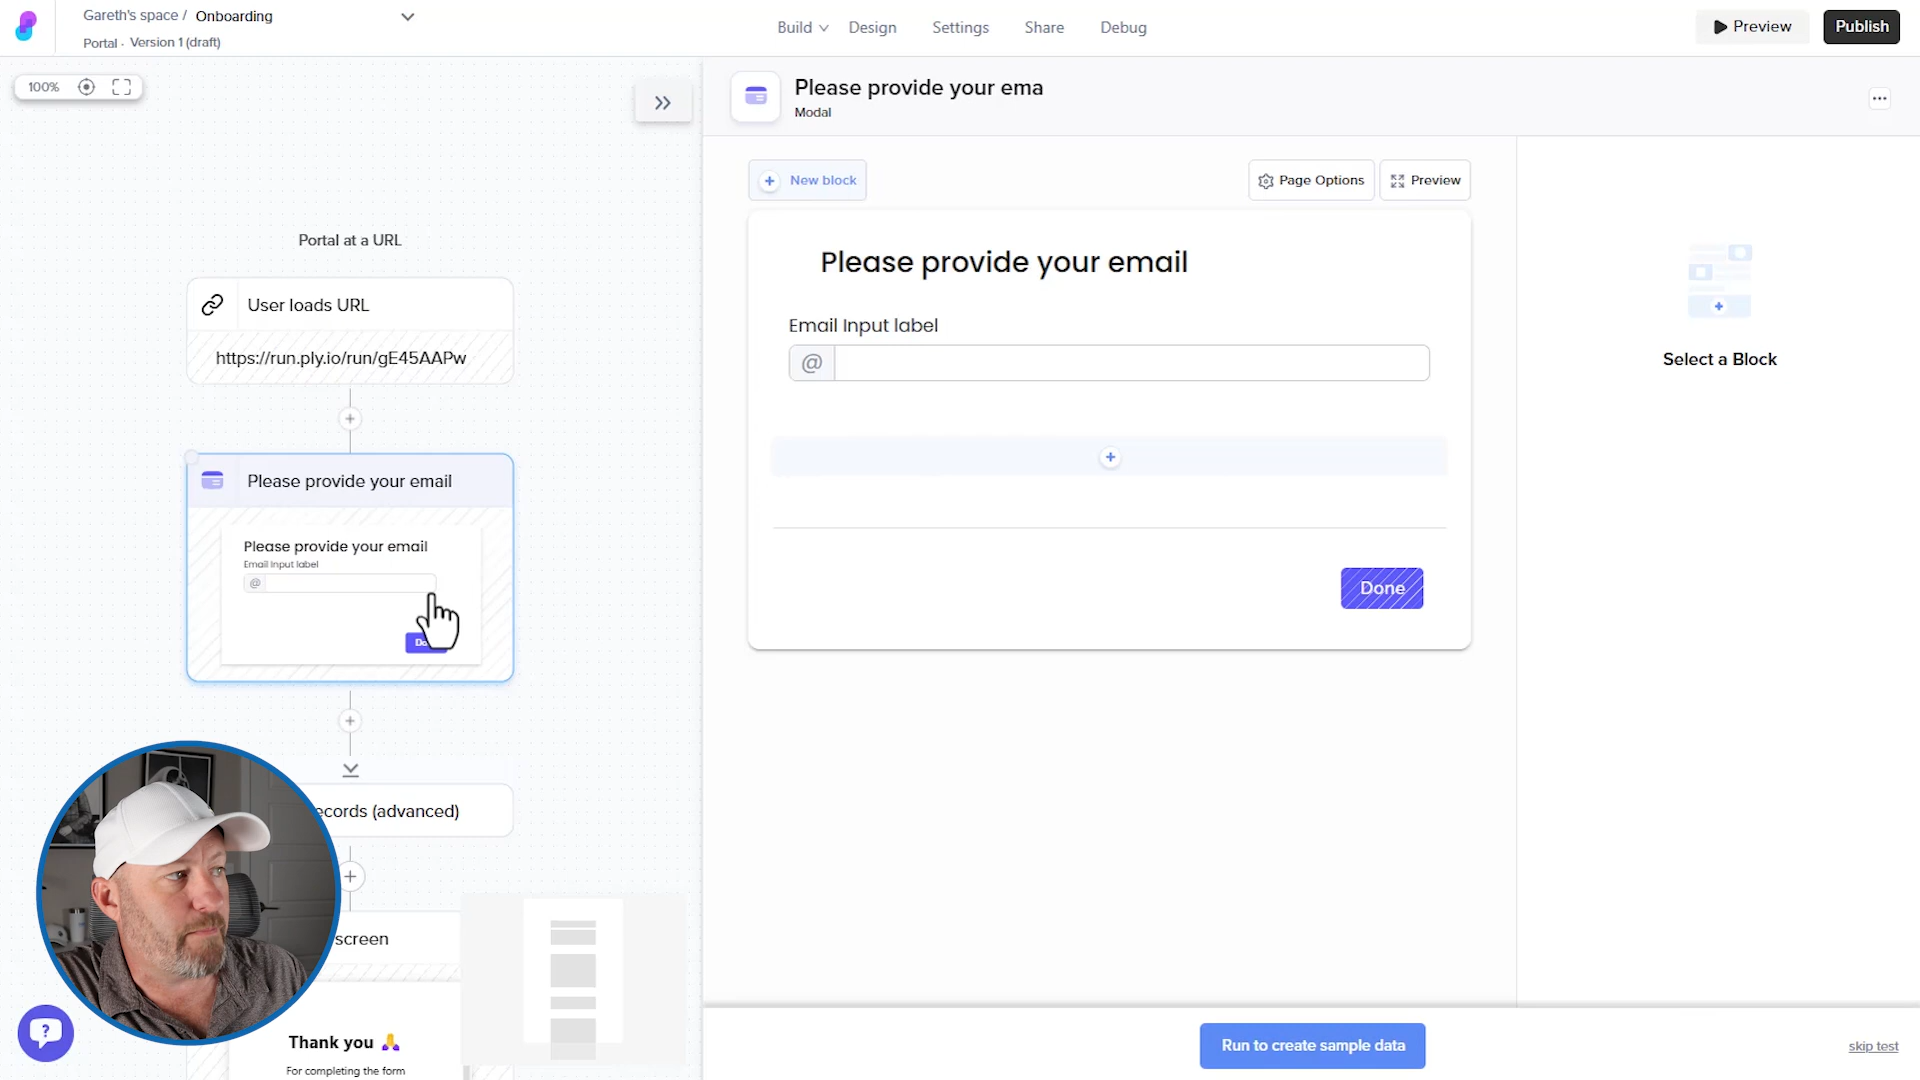 Gareth's space / Onboarding
Portal · Version 1 (draft)
Build
Design
Settings
Share
Debug
Preview
Publish
100%
Please provide your ema
Modal
New block
Page Options
Preview
Portal at a URL
User loads URL
https://run.ply.io/run/gE45AAPw
Please provide your email
Please provide your email
Email Input label
@
Please provide your email
Email Input label
@
Done
Select a Block
(advanced)
screen
Thank you 🙏
For completing the form
Run to create sample data
skip test